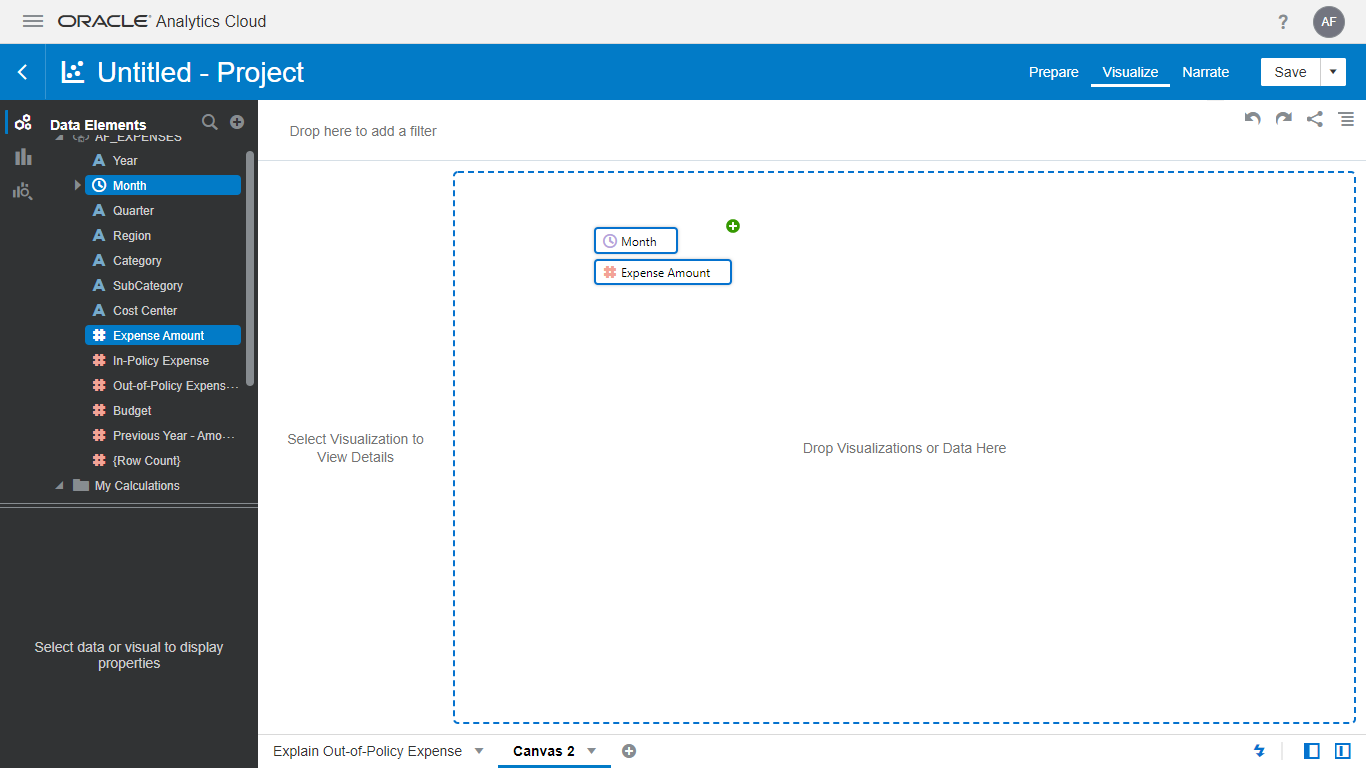 ORACLE Analytics Cloud
?
AF
Untitled - Project
Prepare
Visualize
Narrate
Save
Data Elements
AF_EXPENSES
A Year
Month
A Quarter
A Region
A Category
A SubCategory
A Cost Center
# Expense Amount
# In-Policy Expense
# Out-of-Policy Expens···
# Budget
# Previous Year - Amo···
# {Row Count}
My Calculations
Select data or visual to display
properties
Drop here to add a filter
Select Visualization to
View Details
Month
# Expense Amount
Drop Visualizations or Data Here
Explain Out-of-Policy Expense
Canvas 2